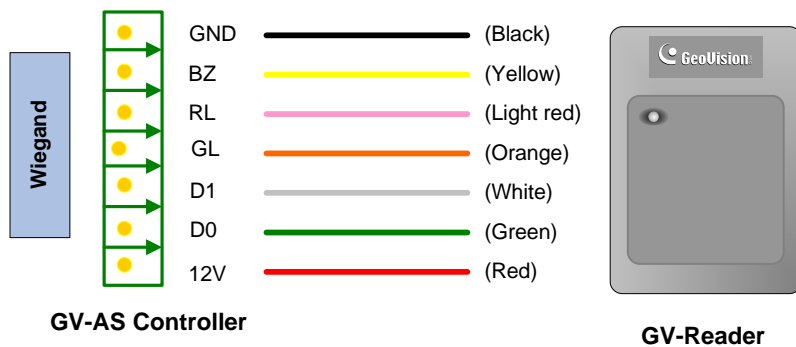 GND (Black)
BZ (Yellow)
RL (Light red)
GL (Orange)
D1 (White)
D0 (Green)
12V (Red)
Wiegand
GeoVision
GV-AS Controller
GV-Reader